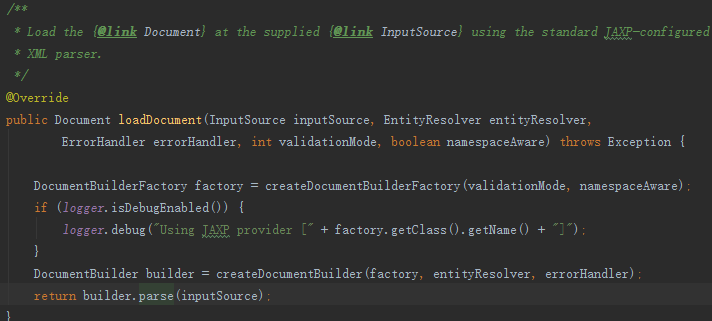 /**
 * Load the {@link Document} at the supplied {@link InputSource} using the standard JAXP-configured
 * XML parser.
 */
@Override
public Document loadDocument(InputSource inputSource, EntityResolver entityResolver,
        ErrorHandler errorHandler, int validationMode, boolean namespaceAware) throws Exception {
    DocumentBuilderFactory factory = createDocumentBuilderFactory(validationMode, namespaceAware);
    if (logger.isDebugEnabled()) {
        logger.debug("Using JAXP provider [" + factory.getClass().getName() + "]");
    }
    DocumentBuilder builder = createDocumentBuilder(factory, entityResolver, errorHandler);
    return builder.parse(inputSource);
}